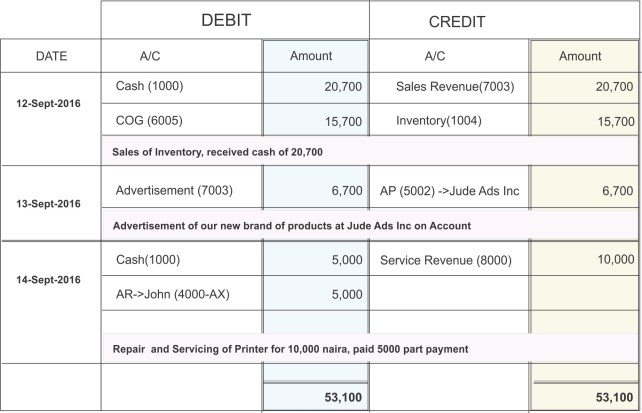 DEBIT CREDIT
DATE A/C Amount A/C Amount
12-Sept-2016
Cash (1000) 20,700 Sales Revenue(7003) 20,700
COG (6005) 15,700 Inventory(1004) 15,700
Sales of Inventory, received cash of 20,700
13-Sept-2016
Advertisement (7003) 6,700 AP (5002) ->Jude Ads Inc 6,700
Advertisement of our new brand of products at Jude Ads Inc on Account
14-Sept-2016
Cash(1000) 5,000 Service Revenue (8000) 10,000
AR->John (4000-AX) 5,000
Repair and Servicing of Printer for 10,000 naira, paid 5000 part payment
53,100 53,100